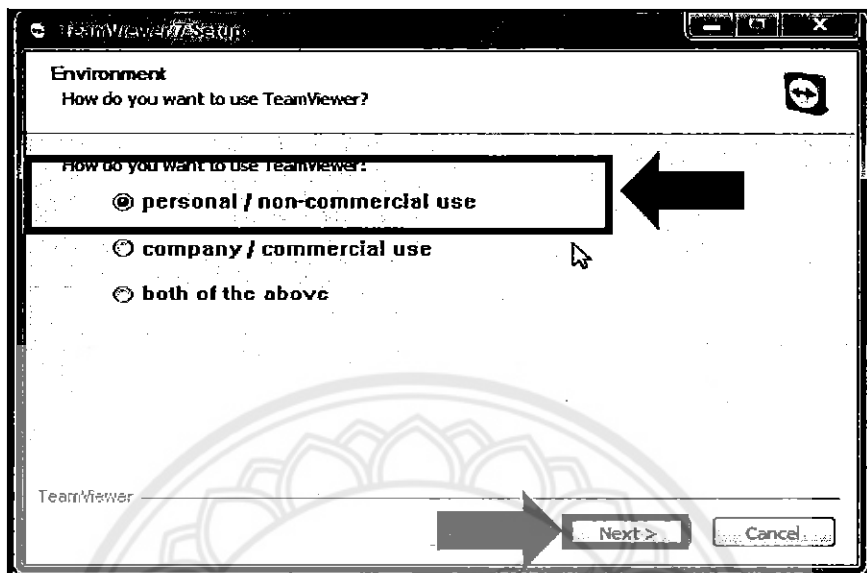 TeamViewer 7 Setup
Environment
How do you want to use TeamViewer?
How do you want to use TeamViewer?
personal / non-commercial use
company / commercial use
both of the above
TeamViewer
Next >
Cancel